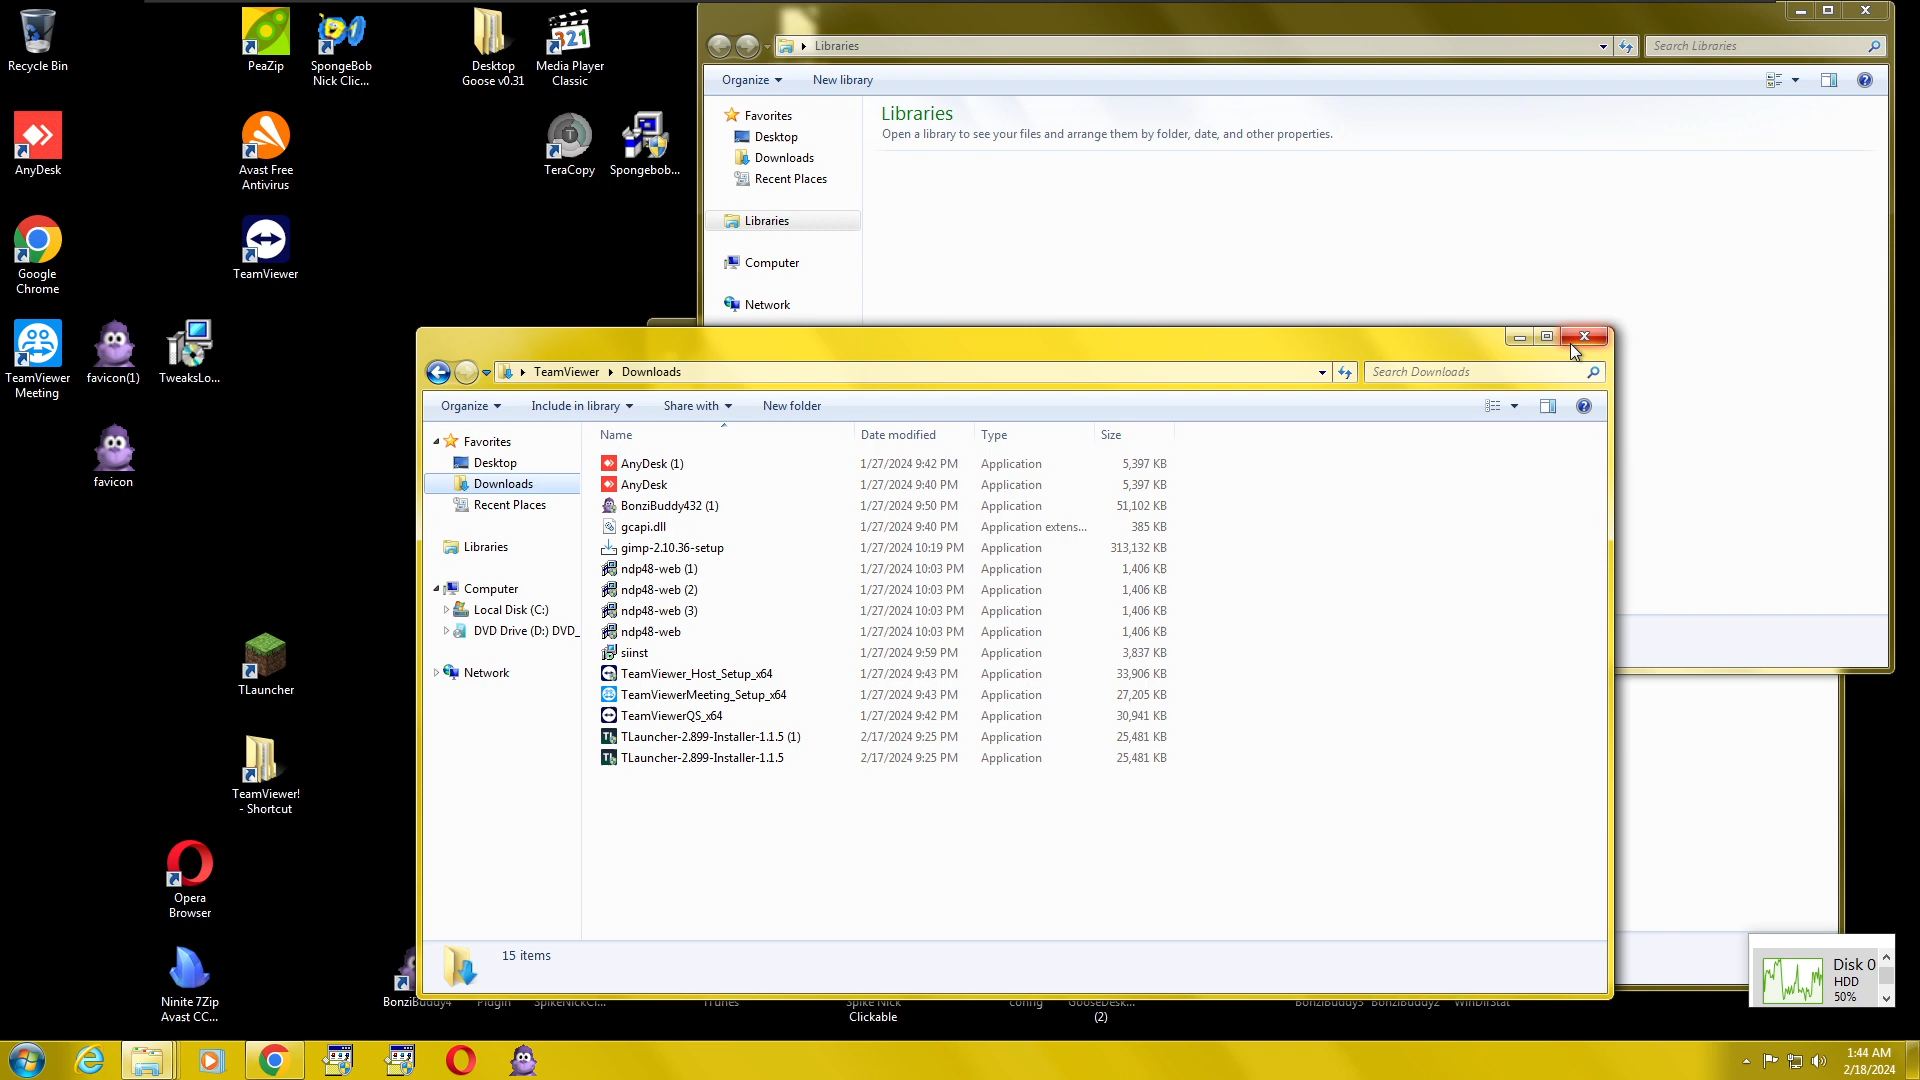 Recycle Bin
PeaZip
SpongeBob
Nick Clic...
Desktop
Goose v0.31
Media Player
Classic
AnyDesk
Avast Free
Antivirus
TeraCopy
Spongebob...
Google
Chrome
TeamViewer
TeamViewer
Meeting
favicon(1)
TweaksLo...
favicon
TLauncher
TeamViewer!
- Shortcut
Opera
Browser
Ninite 7Zip
Avast CC...
Libraries
Search Libraries
Organize
New library
Favorites
Desktop
Downloads
Recent Places
Libraries
Computer
Network
Libraries
Open a library to see your files and arrange them by folder, date, and other properties.
TeamViewer
Downloads
Search Downloads
Organize
Include in library
Share with
New folder
Favorites
Desktop
Downloads
Recent Places
Libraries
Computer
Local Disk (C:)
DVD Drive (D:) DVD_
Network
Name Date modified Type Size
AnyDesk (1) 1/27/2024 9:42 PM Application 5,397 KB
AnyDesk 1/27/2024 9:40 PM Application 5,397 KB
BonziBuddy432 (1) 1/27/2024 9:50 PM Application 51,102 KB
gcapi.dll 1/27/2024 9:40 PM Application extens... 385 KB
gimp-2.10.36-setup 1/27/2024 10:19 PM Application 313,132 KB
ndp48-web (1) 1/27/2024 10:03 PM Application 1,406 KB
ndp48-web (2) 1/27/2024 10:03 PM Application 1,406 KB
ndp48-web (3) 1/27/2024 10:03 PM Application 1,406 KB
ndp48-web 1/27/2024 10:03 PM Application 1,406 KB
siinst 1/27/2024 9:59 PM Application 3,837 KB
TeamViewer_Host_Setup_x64 1/27/2024 9:43 PM Application 33,906 KB
TeamViewerMeeting_Setup_x64 1/27/2024 9:43 PM Application 27,205 KB
TeamViewerQS_x64 1/27/2024 9:42 PM Application 30,941 KB
TLauncher-2.899-Installer-1.1.5 (1) 2/17/2024 9:25 PM Application 25,481 KB
TLauncher-2.899-Installer-1.1.5 2/17/2024 9:25 PM Application 25,481 KB
15 items
BonziBuddy4
Plugin
SpikeNickCl...
iTunes
Spike Nick
Clickable
config
GooseDesk...
(2)
BonziBuddy3
BonziBuddy2
WinDirStat
Disk 0
HDD
50%
1:44 AM
2/18/2024